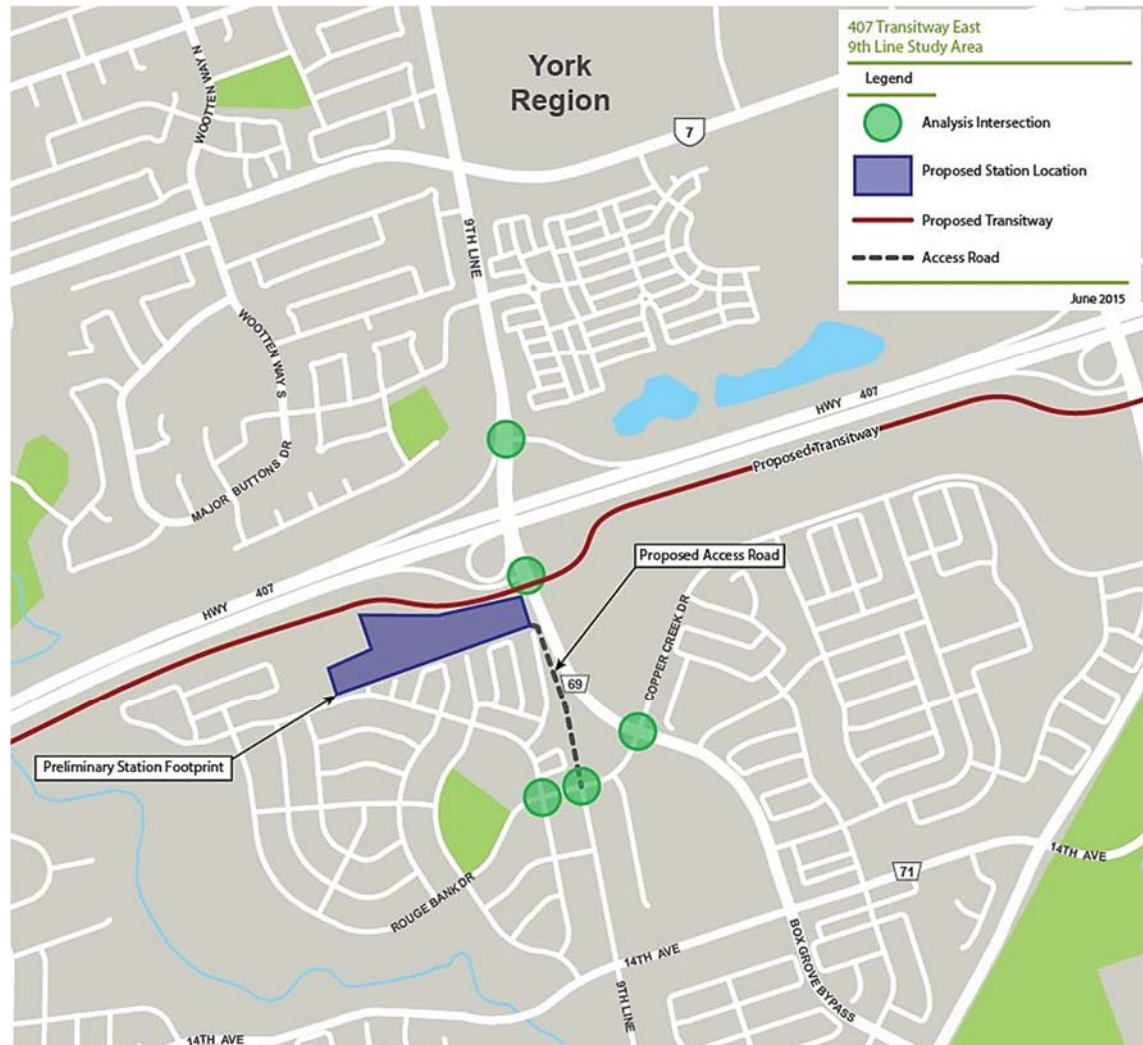 407 Transitway East
9th Line Study Area
Legend
Analysis Intersection
Proposed Station Location
Proposed Transitway
Access Road
June 2015
York
Region
7
WOOTTEN WAY N
9TH LINE
WOOTTEN WAY S
MAJOR BUTTONS DR
HWY 407
Proposed Transitway
Proposed Access Road
HWY 407
COPPER CREEK DR
69
Preliminary Station Footprint
ROUGE BANK DR
14TH AVE
71
BOX GROVE BYPASS
14TH AVE
9TH LINE
14TH AVE